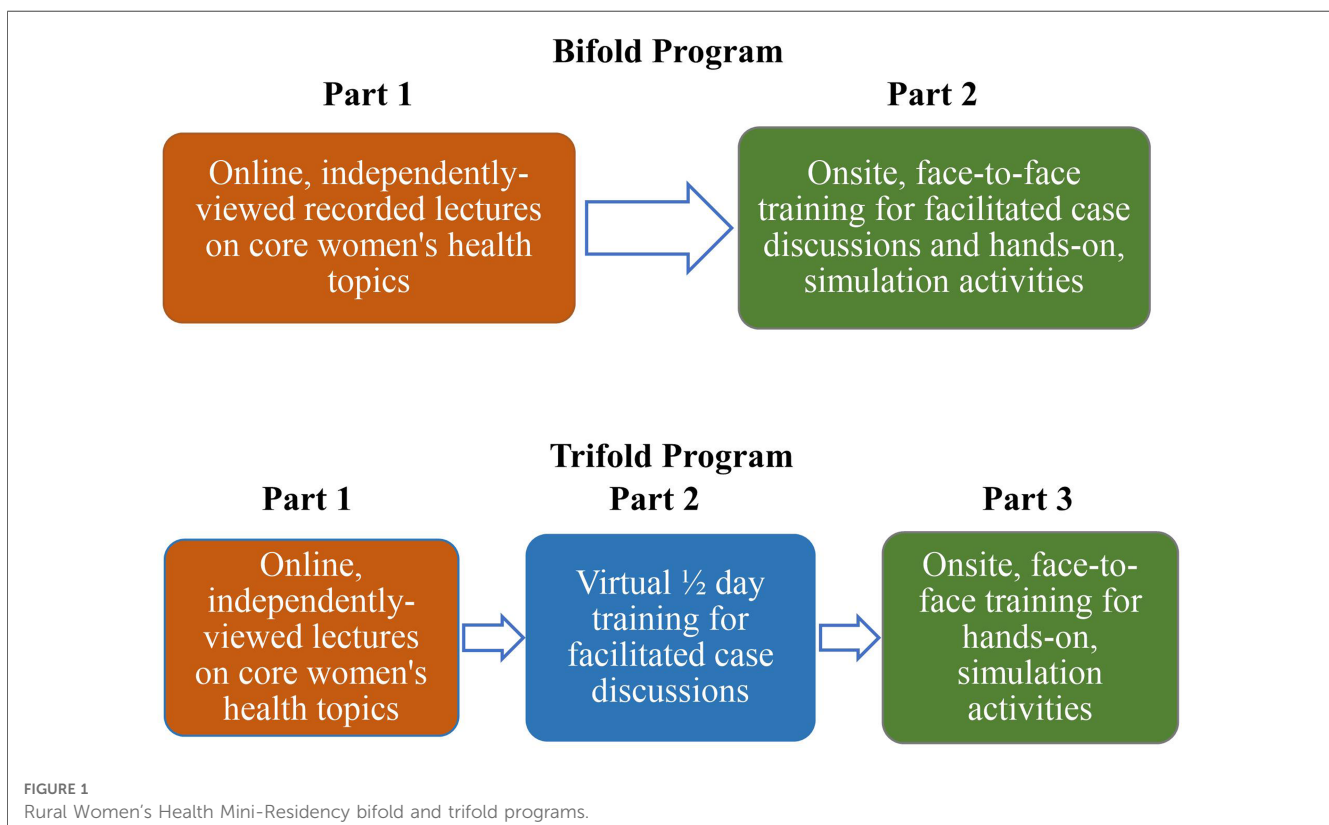 Bifold Program
Part 1
Part 2
Online, independently-
viewed recorded lectures
on core women's health
topics
Onsite, face-to-face
training for facilitated case
discussions and hands-on,
simulation activities
Trifold Program
Part 1
Part 2
Part 3
Online,
independently-
viewed lectures
on core women's
health topics
Virtual ½ day
training for
facilitated case
discussions
Onsite, face-to-
face training for
hands-on,
simulation
activities
FIGURE 1
Rural Women's Health Mini-Residency bifold and trifold programs.